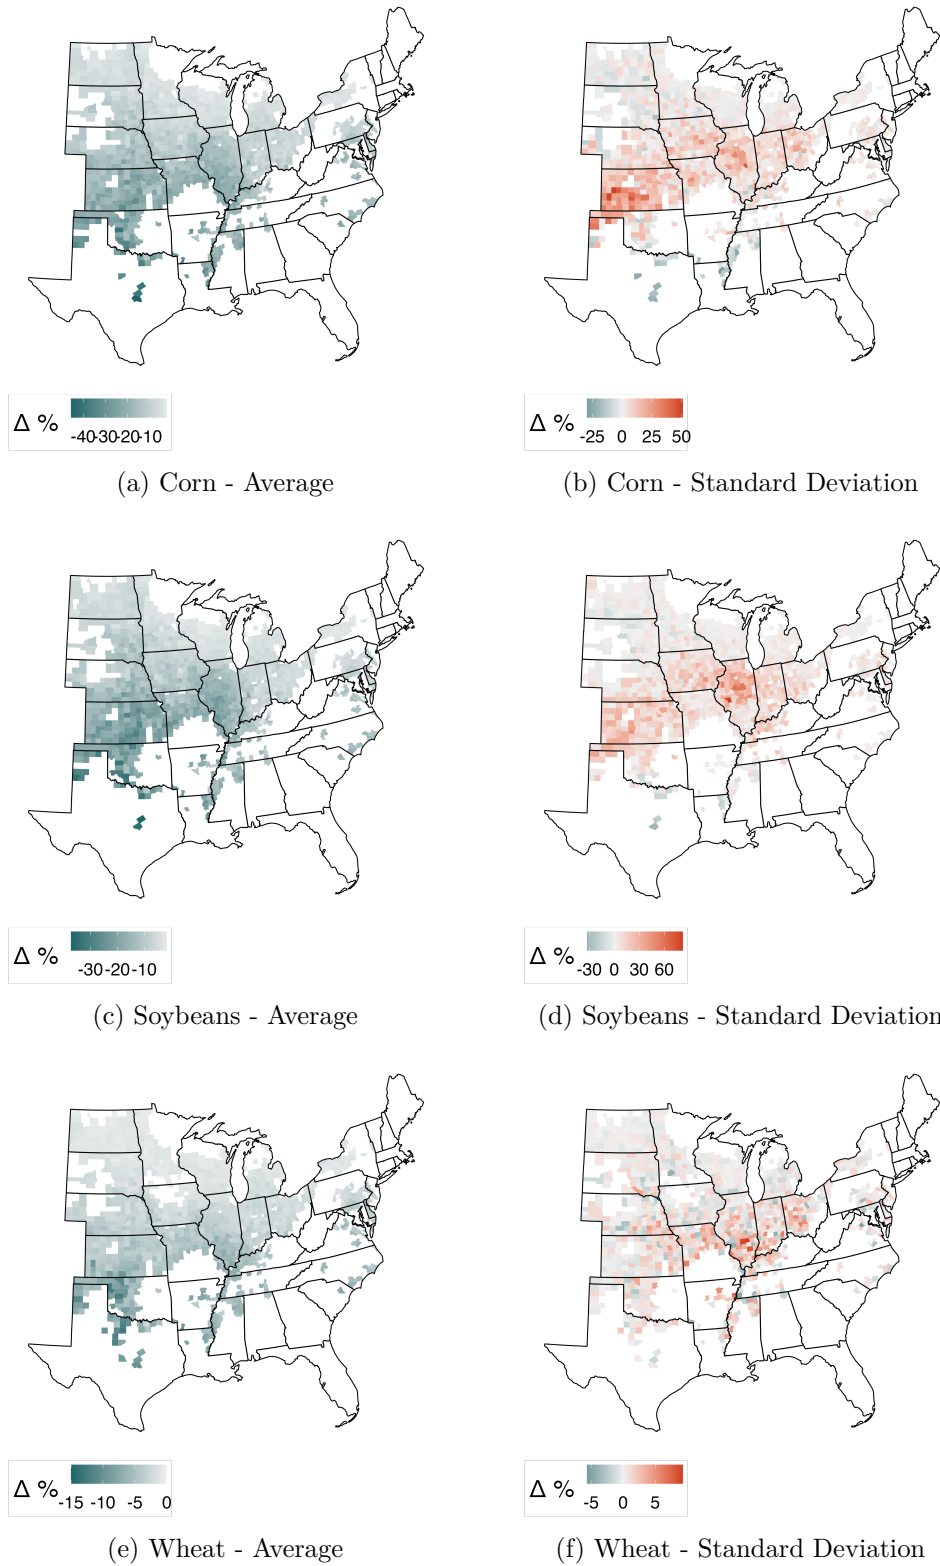 Δ %
-40-30-20-10
Δ %
-25 0 25 50
(a) Corn - Average
(b) Corn - Standard Deviation
Δ %
-30-20-10
Δ %
-30 0 30 60
(c) Soybeans - Average
(d) Soybeans - Standard Deviation
Δ %
-15 -10 -5 0
Δ %
-5 0 5
(e) Wheat - Average
(f) Wheat - Standard Deviation